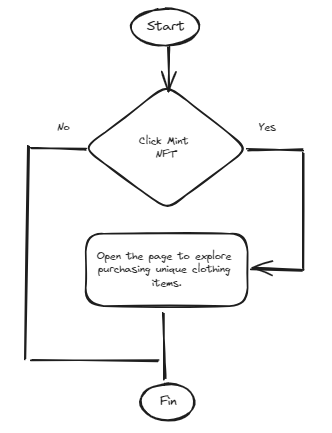 Start
No
Yes
Click Mint
NFT
Open the page to explore
purchasing unique clothing
items.
Fin